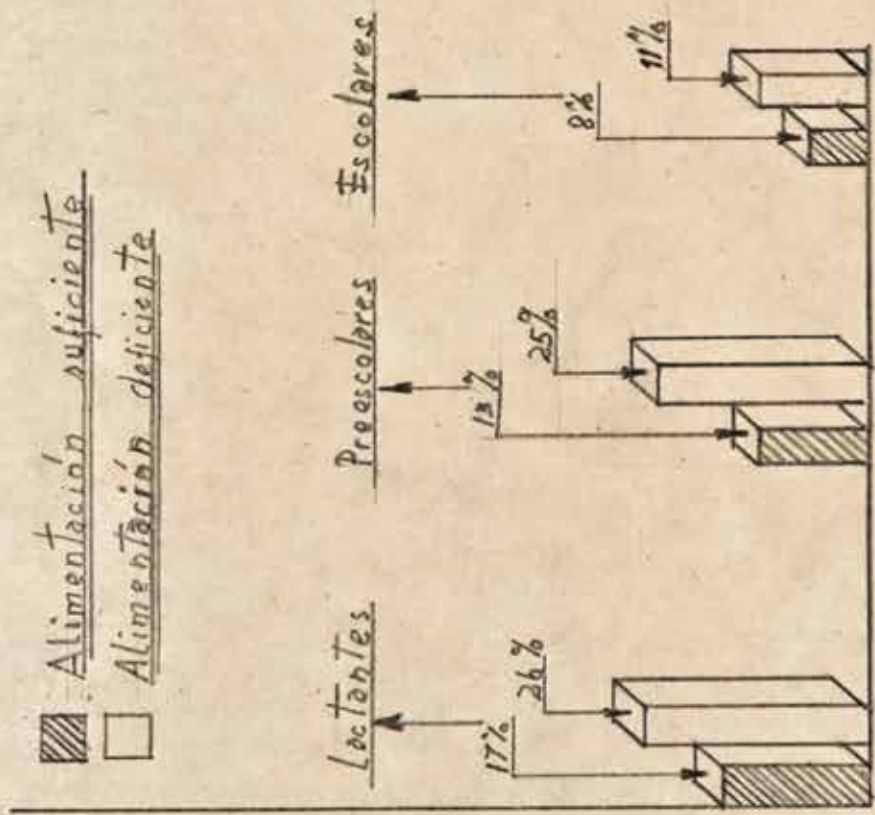 Alimentación suficiente
Alimentación deficiente
Lactantes
Preescolares
Escolares
17%
26%
13%
25%
8%
11%